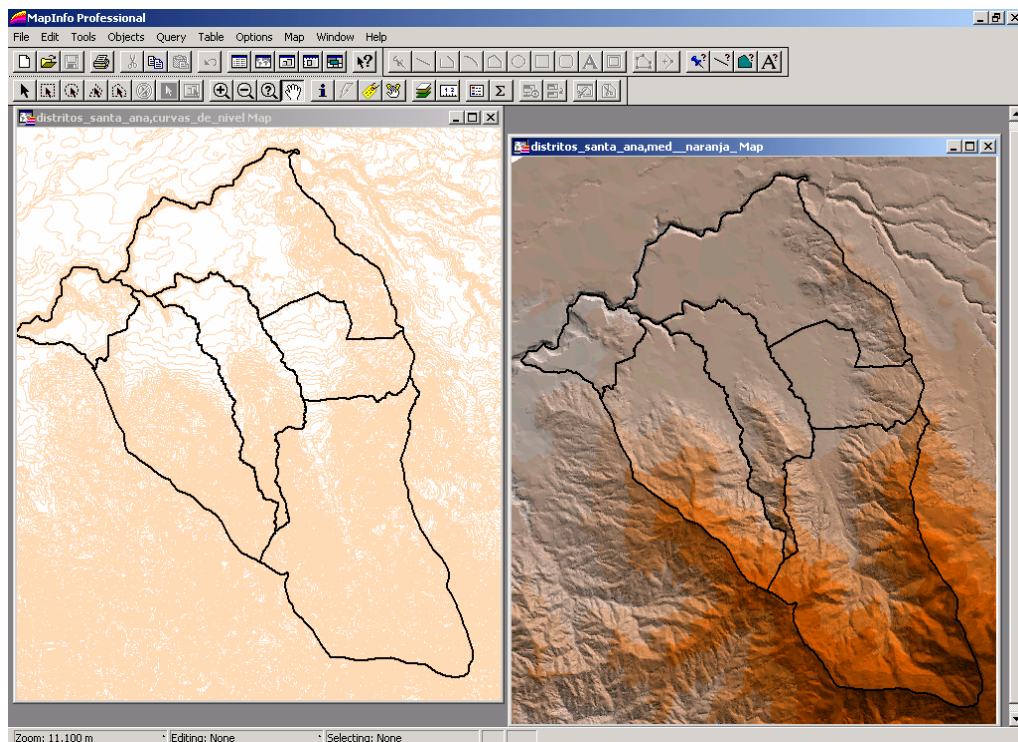 MapInfo Professional
File Edit Tools Objects Query Table Options Map Window Help
distritos_santa_ana,curvas_de_nivel Map
distritos_santa_ana,med__naranja_ Map
Zoom: 11.100 m Editing: None Selecting: None